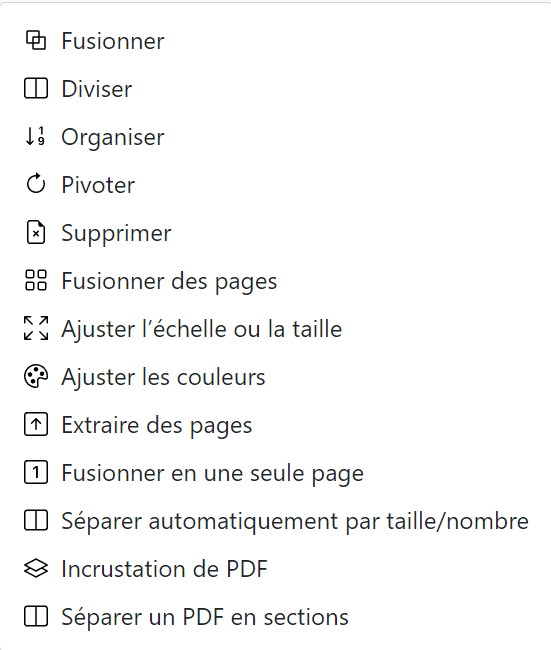 Fusionner
Diviser
Organiser
Pivoter
Supprimer
Fusionner des pages
Ajuster l’échelle ou la taille
Ajuster les couleurs
Extraire des pages
Fusionner en une seule page
Séparer automatiquement par taille/nombre
Incrustation de PDF
Séparer un PDF en sections